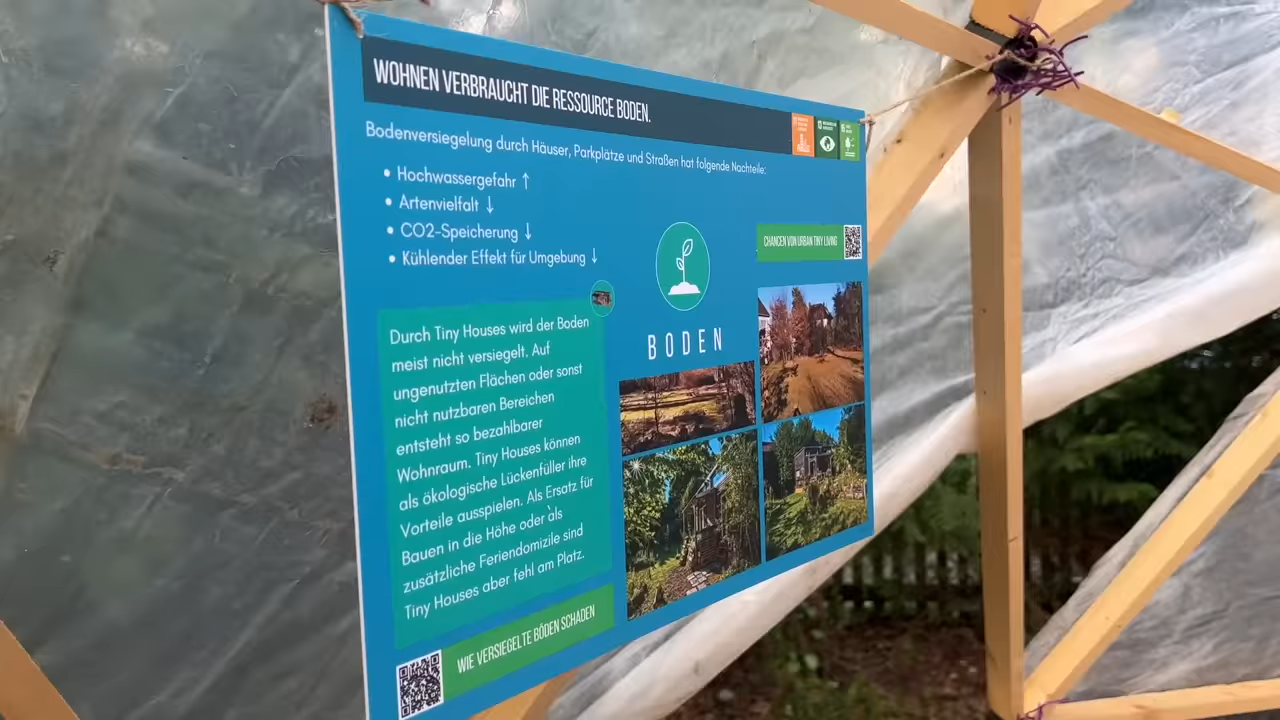 WOHNEN VERBRAUCHT DIE RESSOURCE BODEN.
Bodenversiegelung durch Häuser, Parkplätze und Straßen hat folgende Nachteile:
• Hochwassergefahr ↑
• Artenvielfalt ↓
• CO2-Speicherung ↓
• Kühlender Effekt für Umgebung ↓
CHANCEN VON URBAN TINY LIVING
BODEN
Durch Tiny Houses wird der Boden
meist nicht versiegelt. Auf
ungenutzten Flächen oder sonst
nicht nutzbaren Bereichen
entsteht so bezahlbarer
Wohnraum. Tiny Houses können
als ökologische Lückenfüller ihre
Vorteile ausspielen. Als Ersatz für
Bauen in die Höhe oder als
zusätzliche Feriendomizile sind
Tiny Houses aber fehl am Platz.
WIE VERSIEGELTE BÖDEN SCHADEN